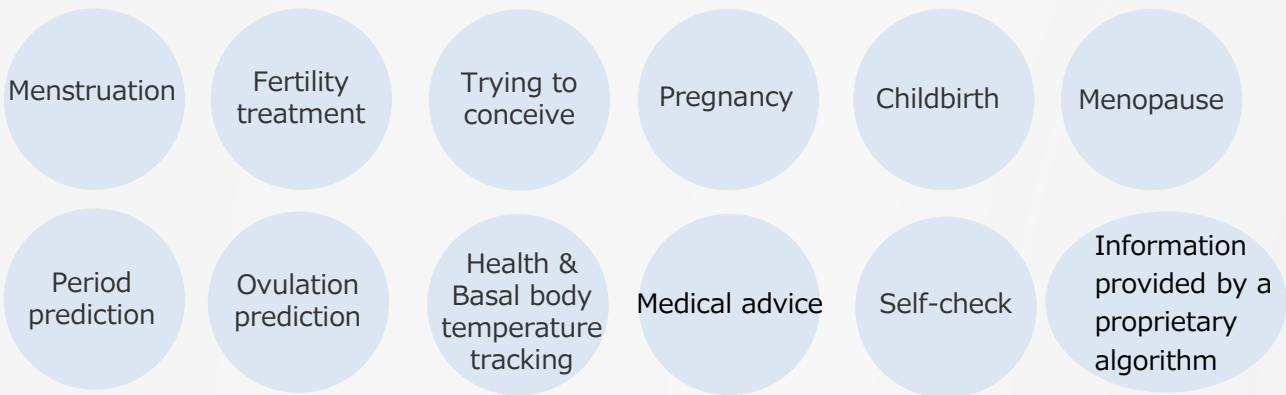 Menstruation
Fertility
treatment
Trying to
conceive
Pregnancy
Childbirth
Menopause
Period
prediction
Ovulation
prediction
Health &
Basal body
temperature
tracking
Medical advice
Self-check
Information
provided by a
proprietary
algorithm